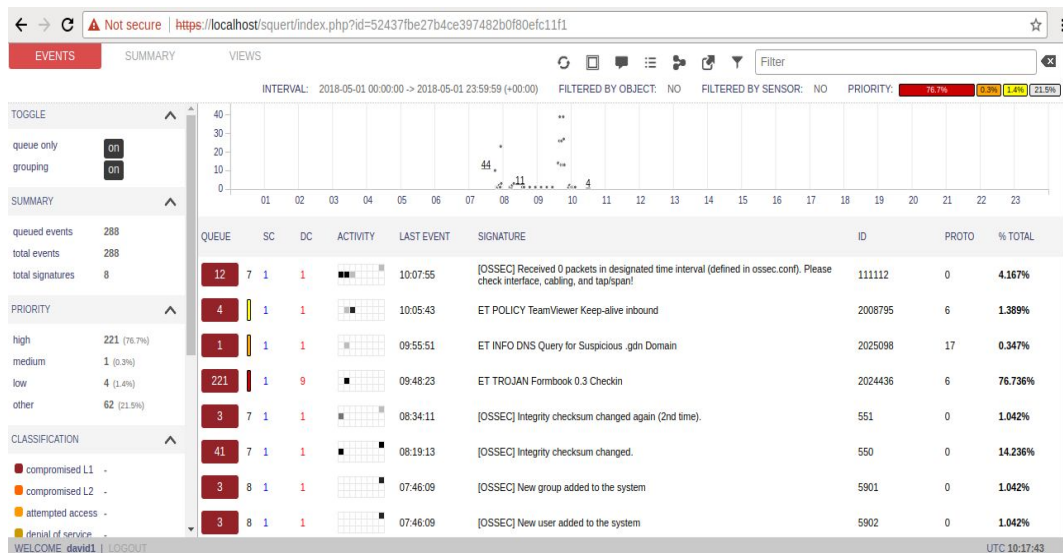 Not secure | https://localhost/squert/index.php?id=52437fbe27b4ce397482b0f80efc11f1
EVENTS SUMMARY VIEWS Filter
INTERVAL: 2018-05-01 00:00:00 -> 2018-05-01 23:59:59 (+00:00) FILTERED BY OBJECT: NO FILTERED BY SENSOR: NO PRIORITY: 76.7% 0.3% 1.4% 21.5%
TOGGLE
queue only on
grouping on
SUMMARY
queued events 288
total events 288
total signatures 8
PRIORITY
high 221 (76.7%)
medium 1 (0.3%)
low 4 (1.4%)
other 62 (21.5%)
CLASSIFICATION
compromised L1 -
compromised L2 -
attempted access -
denial of service -
40
30
20
10
0
44 11 4
01 02 03 04 05 06 07 08 09 10 11 12 13 14 15 16 17 18 19 20 21 22 23
QUEUE SC DC ACTIVITY LAST EVENT SIGNATURE ID PROTO % TOTAL
12 7 1 1 10:07:55 [OSSEC] Received 0 packets in designated time interval (defined in ossec.conf). Please 111112 0 4.167%
check interface, cabling, and tap/span!
4 1 1 10:05:43 ET POLICY TeamViewer Keep-alive inbound 2008795 6 1.389%
1 1 1 09:55:51 ET INFO DNS Query for Suspicious .gdn Domain 2025098 17 0.347%
221 1 9 09:48:23 ET TROJAN Formbook 0.3 Checkin 2024436 6 76.736%
3 7 1 1 08:34:11 [OSSEC] Integrity checksum changed again (2nd time). 551 0 1.042%
41 7 1 1 08:19:13 [OSSEC] Integrity checksum changed. 550 0 14.236%
3 8 1 1 07:46:09 [OSSEC] New group added to the system 5901 0 1.042%
3 8 1 1 07:46:09 [OSSEC] New user added to the system 5902 0 1.042%
WELCOME david1 | LOGOUT UTC 10:17:43